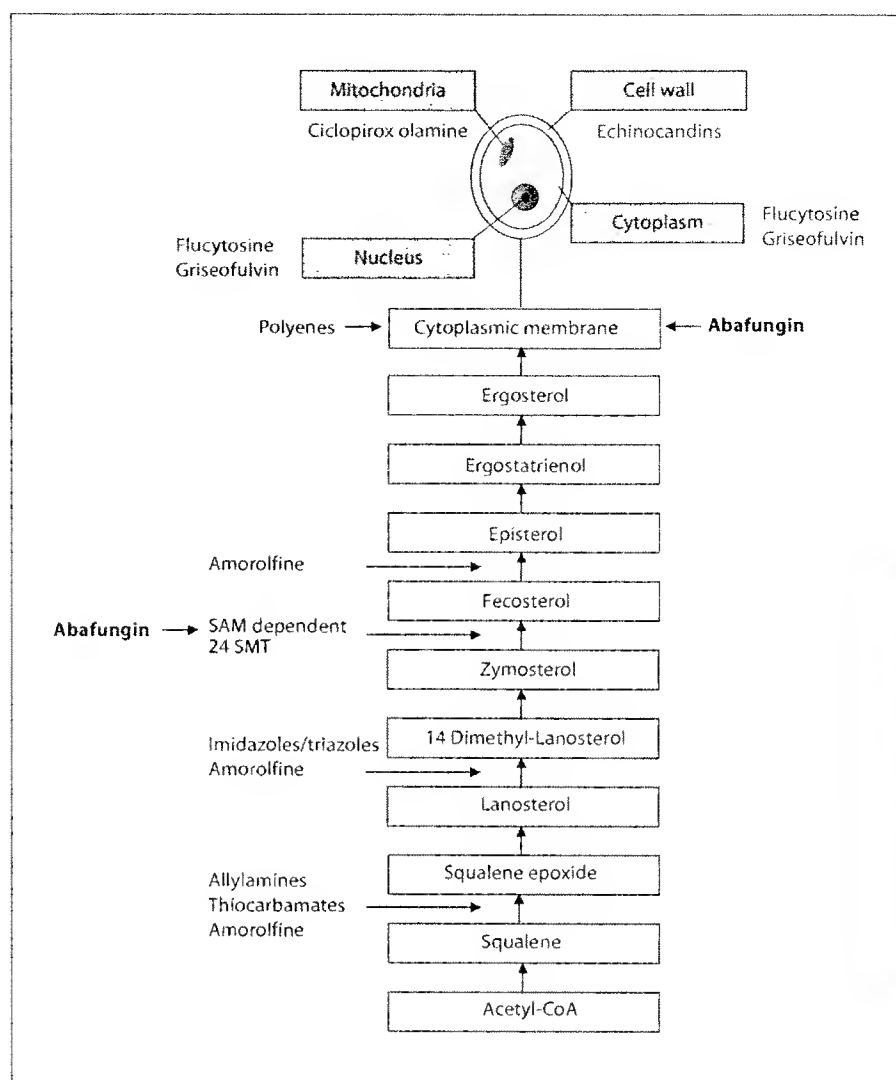 Mitochondria
Cell wall
Ciclopirox olamine
Echinocandins
Cytoplasm
Flucytosine
Griseofulvin
Flucytosine
Griseofulvin
Nucleus
Polyenes
Cytoplasmic membrane
Abafungin
Ergosterol
Ergostatrienol
Episterol
Amorolfine
Fecosterol
Abafungin
SAM dependent
24 SMT
Zymosterol
14 Dimethyl-Lanosterol
Imidazoles/triazoles
Amorolfine
Lanosterol
Squalene epoxide
Allylamines
Thiocarbamates
Amorolfine
Squalene
Acetyl-CoA